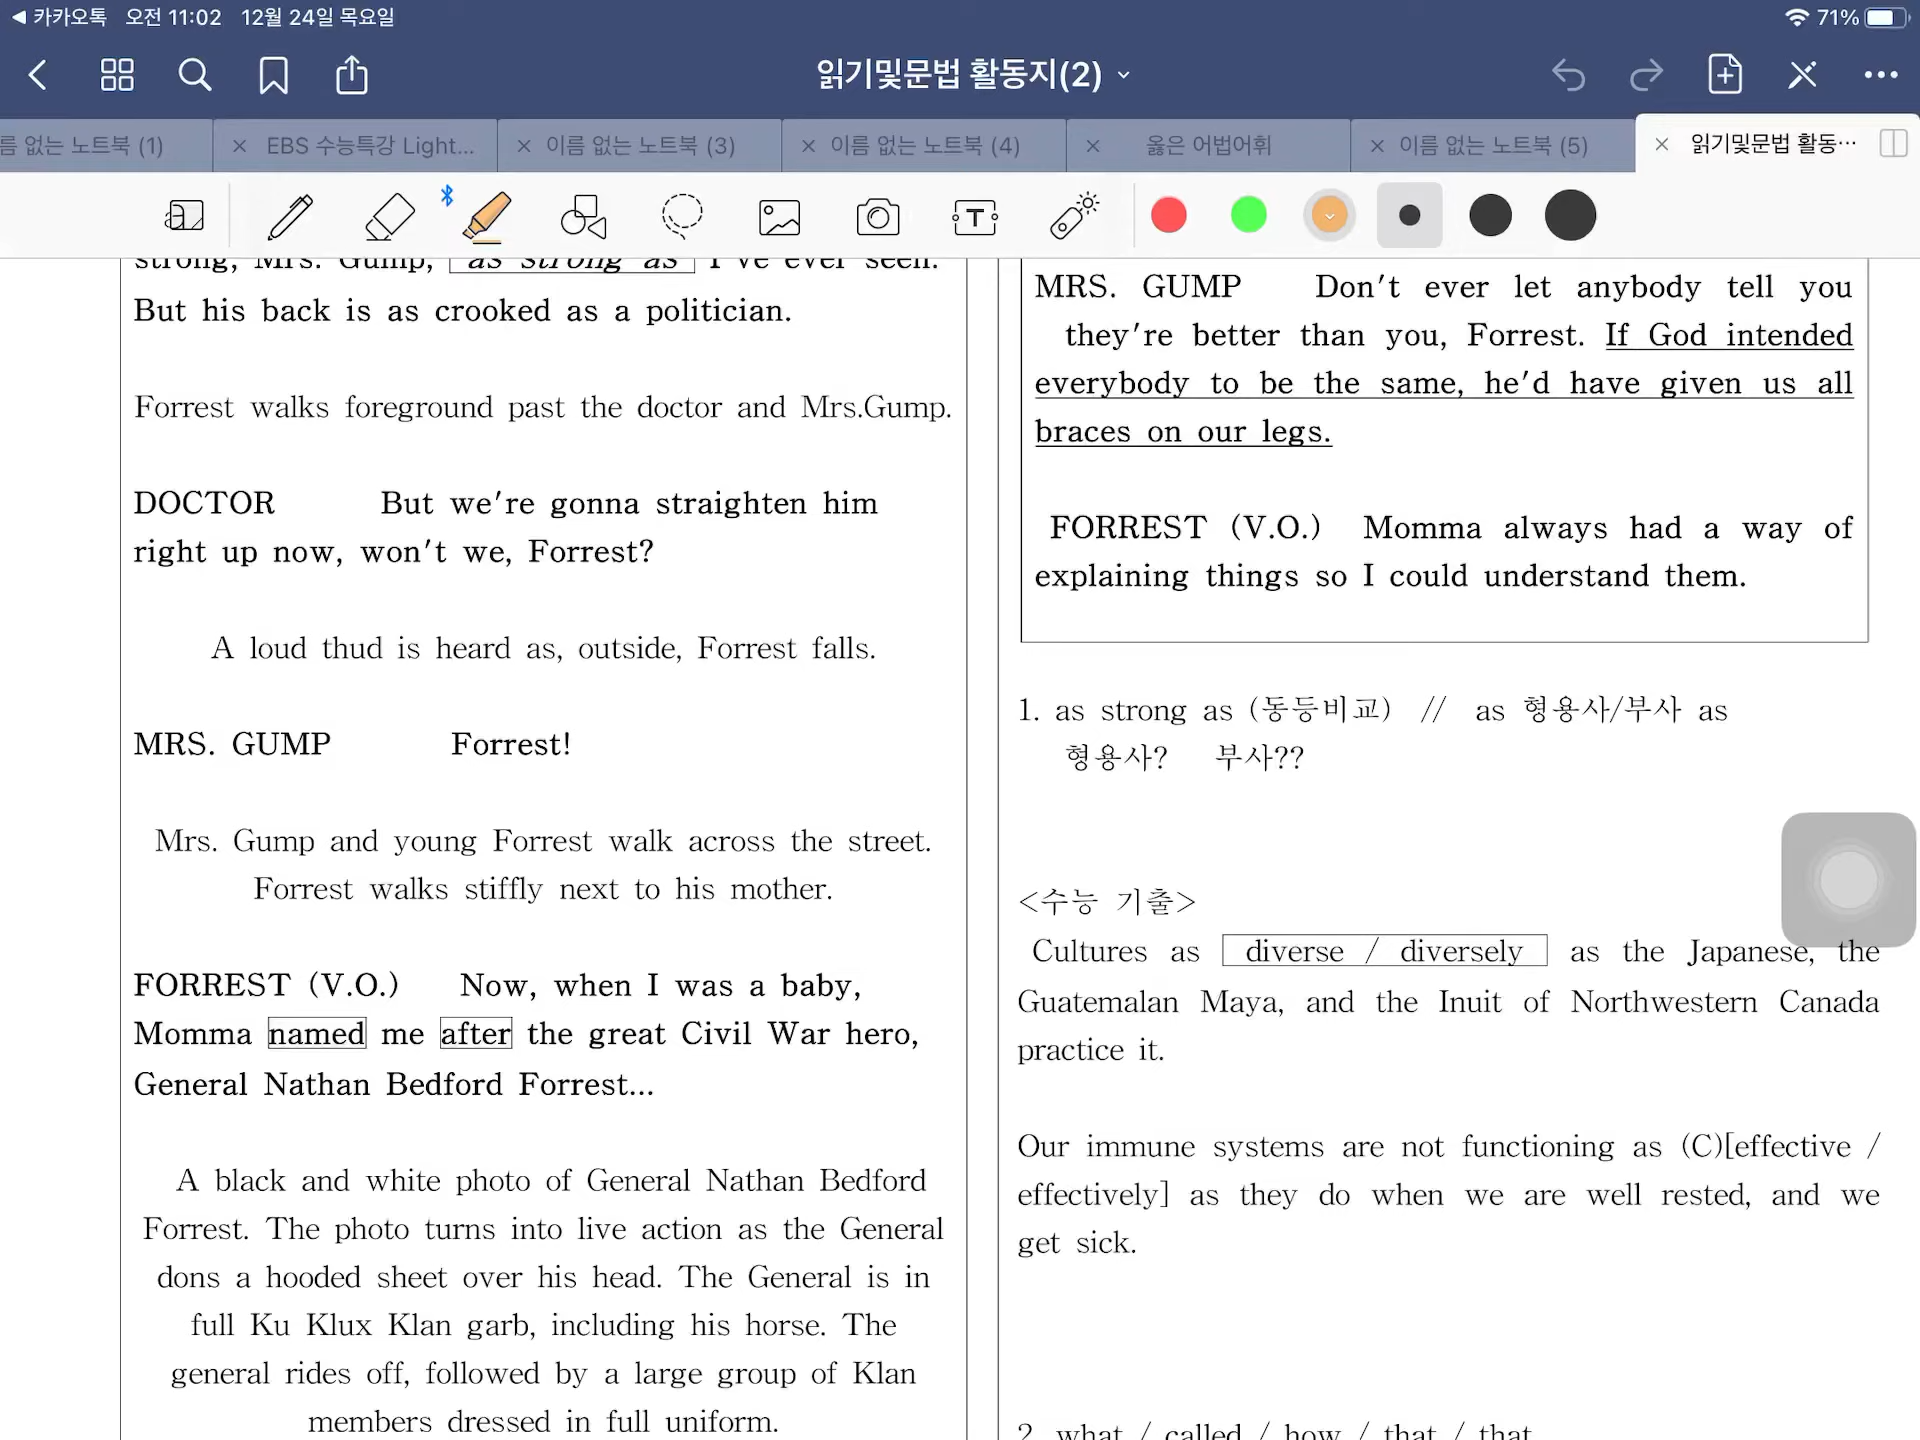 카카오톡 오전 11:02 12월 24일 목요일
71%
읽기및문법 활동지(2)
름 없는 노트북 (1)
EBS 수능특강 Light...
이름 없는 노트북 (3)
이름 없는 노트북 (4)
옳은 어법어휘
이름 없는 노트북 (5)
읽기및문법 활동...
strong, Mrs. Gump, as strong as I've ever seen.
But his back is as crooked as a politician.
Forrest walks foreground past the doctor and Mrs.Gump.
DOCTOR But we're gonna straighten him
right up now, won't we, Forrest?
A loud thud is heard as, outside, Forrest falls.
MRS. GUMP Forrest!
Mrs. Gump and young Forrest walk across the street.
Forrest walks stiffly next to his mother.
FORREST (V.O.) Now, when I was a baby,
Momma named me after the great Civil War hero,
General Nathan Bedford Forrest...
A black and white photo of General Nathan Bedford
Forrest. The photo turns into live action as the General
dons a hooded sheet over his head. The General is in
full Ku Klux Klan garb, including his horse. The
general rides off, followed by a large group of Klan
members dressed in full uniform.
MRS. GUMP Don't ever let anybody tell you
they're better than you, Forrest. If God intended
everybody to be the same, he'd have given us all
braces on our legs.
FORREST (V.O.) Momma always had a way of
explaining things so I could understand them.
1. as strong as (동등비교) // as 형용사/부사 as
형용사? 부사??
<수능 기출>
Cultures as diverse / diversely as the Japanese, the
Guatemalan Maya, and the Inuit of Northwestern Canada
practice it.
Our immune systems are not functioning as (C)[effective /
effectively] as they do when we are well rested, and we
get sick.
2. what / called / how / that / that